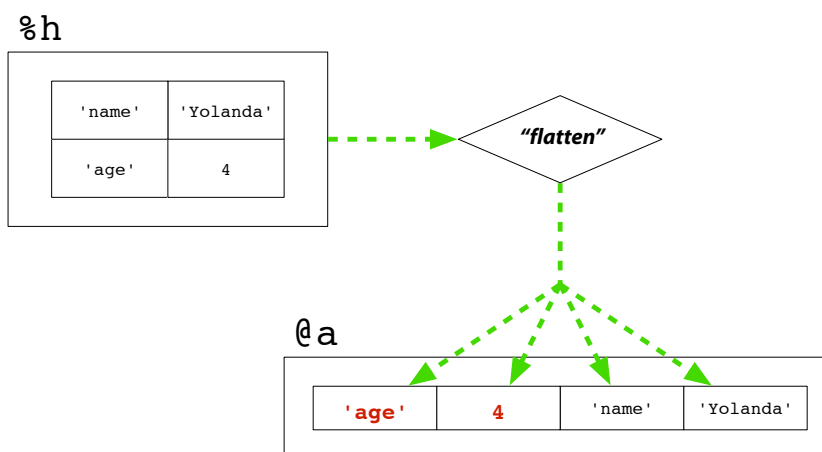 %h
'name' 'Yolanda'
“flatten”
'age' 4
@a
'age' 4 'name' 'Yolanda'